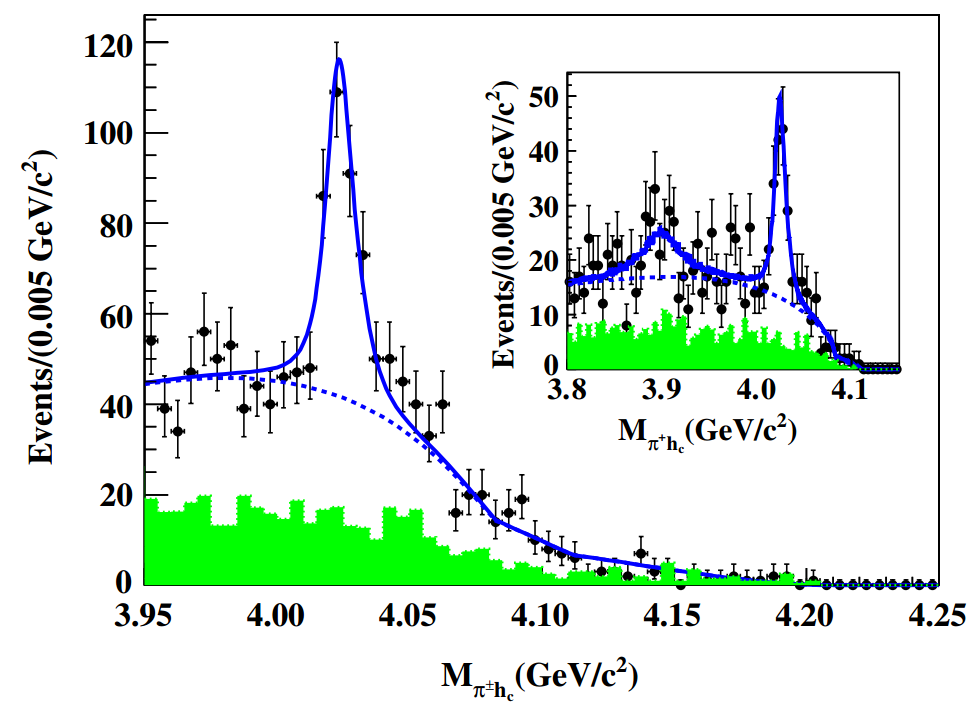 Events/(0.005 GeV/c²)
120
100
80
60
40
20
0
3.95 4.00 4.05 4.10 4.15 4.20 4.25
M_π±h_c(GeV/c²)
Events/(0.005 GeV/c²)
50
40
30
20
10
0
3.8 3.9 4.0 4.1
M_π⁺h_c(GeV/c²)